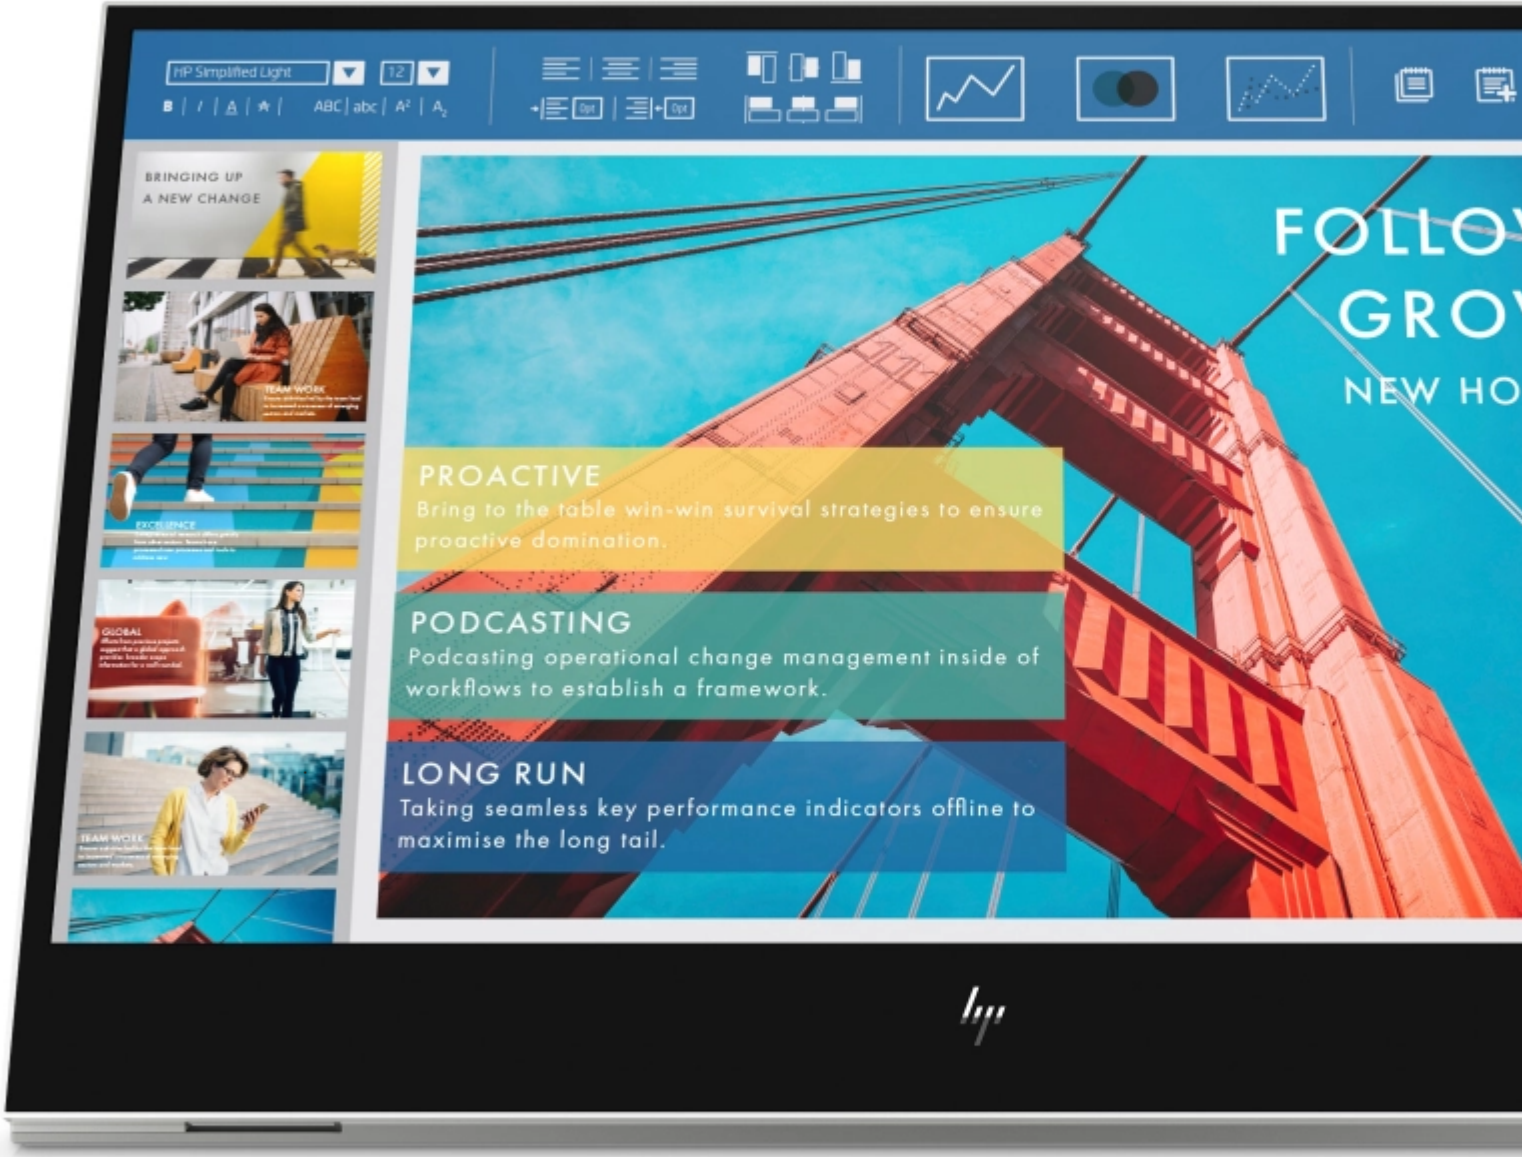 HP Simplified Light
12
B I A A ABC abc A² A₂
0pt 0pt
BRINGING UP
A NEW CHANGE
TEAM WORK
EXCELLENCE
GLOBAL
TEAM WORK
FOLLOW
GROW
NEW HO
PROACTIVE
Bring to the table win-win survival strategies to ensure
proactive domination.
PODCASTING
Podcasting operational change management inside of
workflows to establish a framework.
LONG RUN
Taking seamless key performance indicators offline to
maximise the long tail.
hp